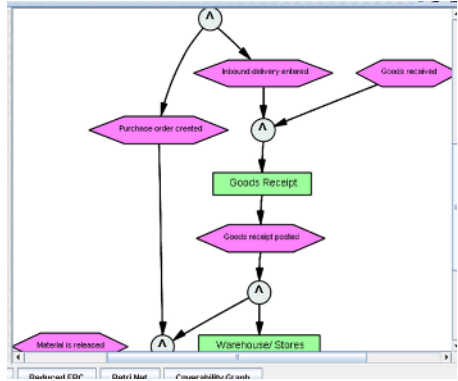 ^
Inbound delivery entered
Goods received
Purchase order created
^
Goods Receipt
Goods receipt posted
^
Material is released
^
Warehouse/ Stores
Reduced EPC
Petri Net
Coverability Graph